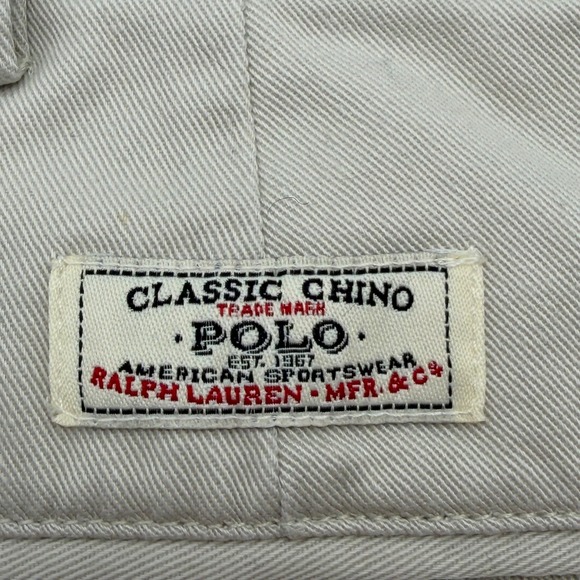 CLASSIC CHINO
TRADE MARK
· POLO ·
EST. 1967
AMERICAN SPORTSWEAR
RALPH LAUREN · MFR. & Co